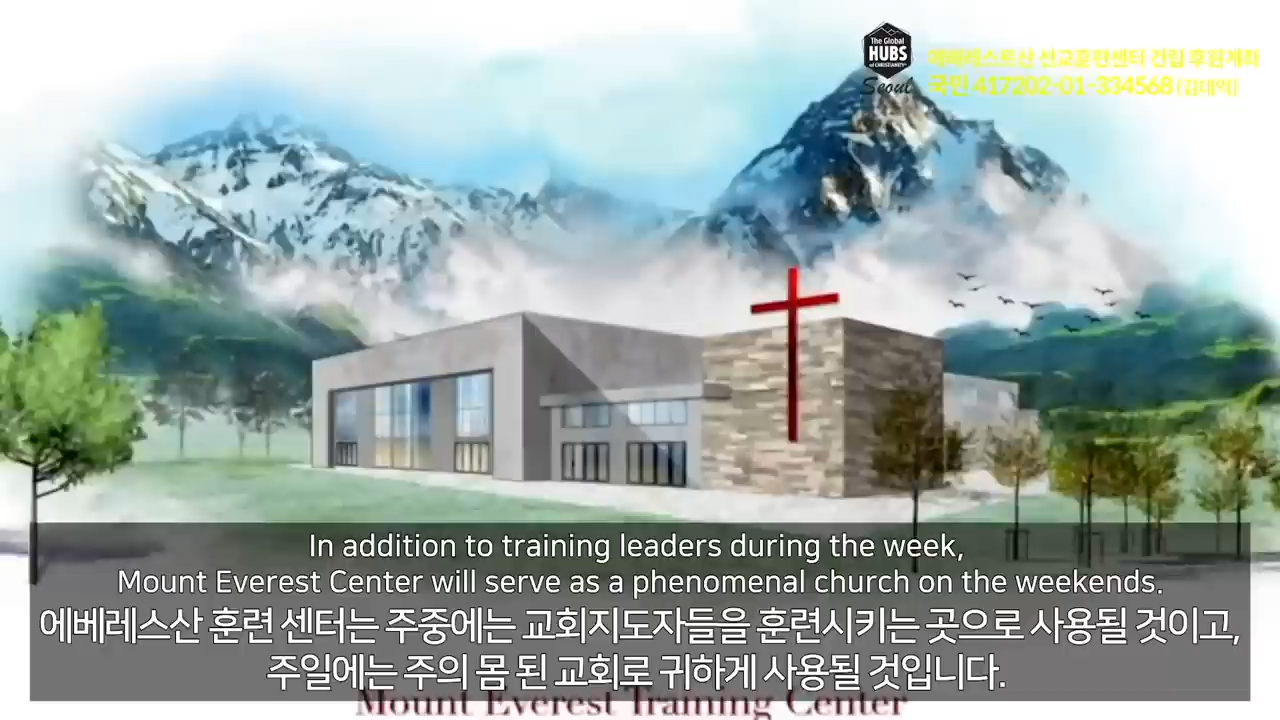 The Global
HUBS
of CHRISTIANITY
Seoul
에베레스트산 선교훈련센터 건립 후원계좌
국민 417202-01-334568 (김대억)
In addition to training leaders during the week,
Mount Everest Center will serve as a phenomenal church on the weekends.
에베레스산 훈련 센터는 주중에는 교회지도자들을 훈련시키는 곳으로 사용될 것이고,
주일에는 주의 몸 된 교회로 귀하게 사용될 것입니다.
Mount Everest Training Center